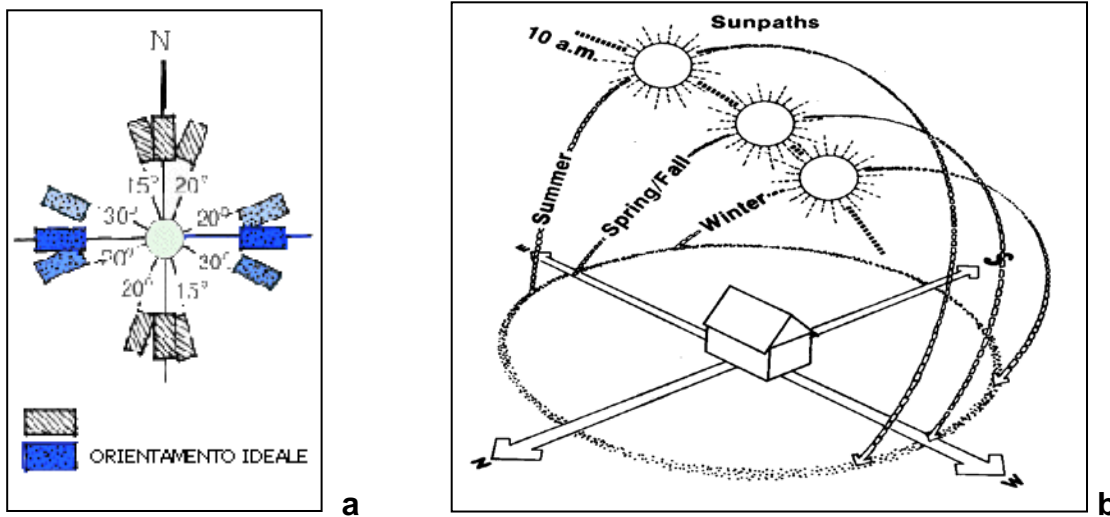 N
15° 20°
30° 20°
20° 30°
20° 15°
ORIENTAMENTO IDEALE
a
Sunpaths
10 a.m.
Summer
Spring/Fall
Winter
E
S
N
W
b